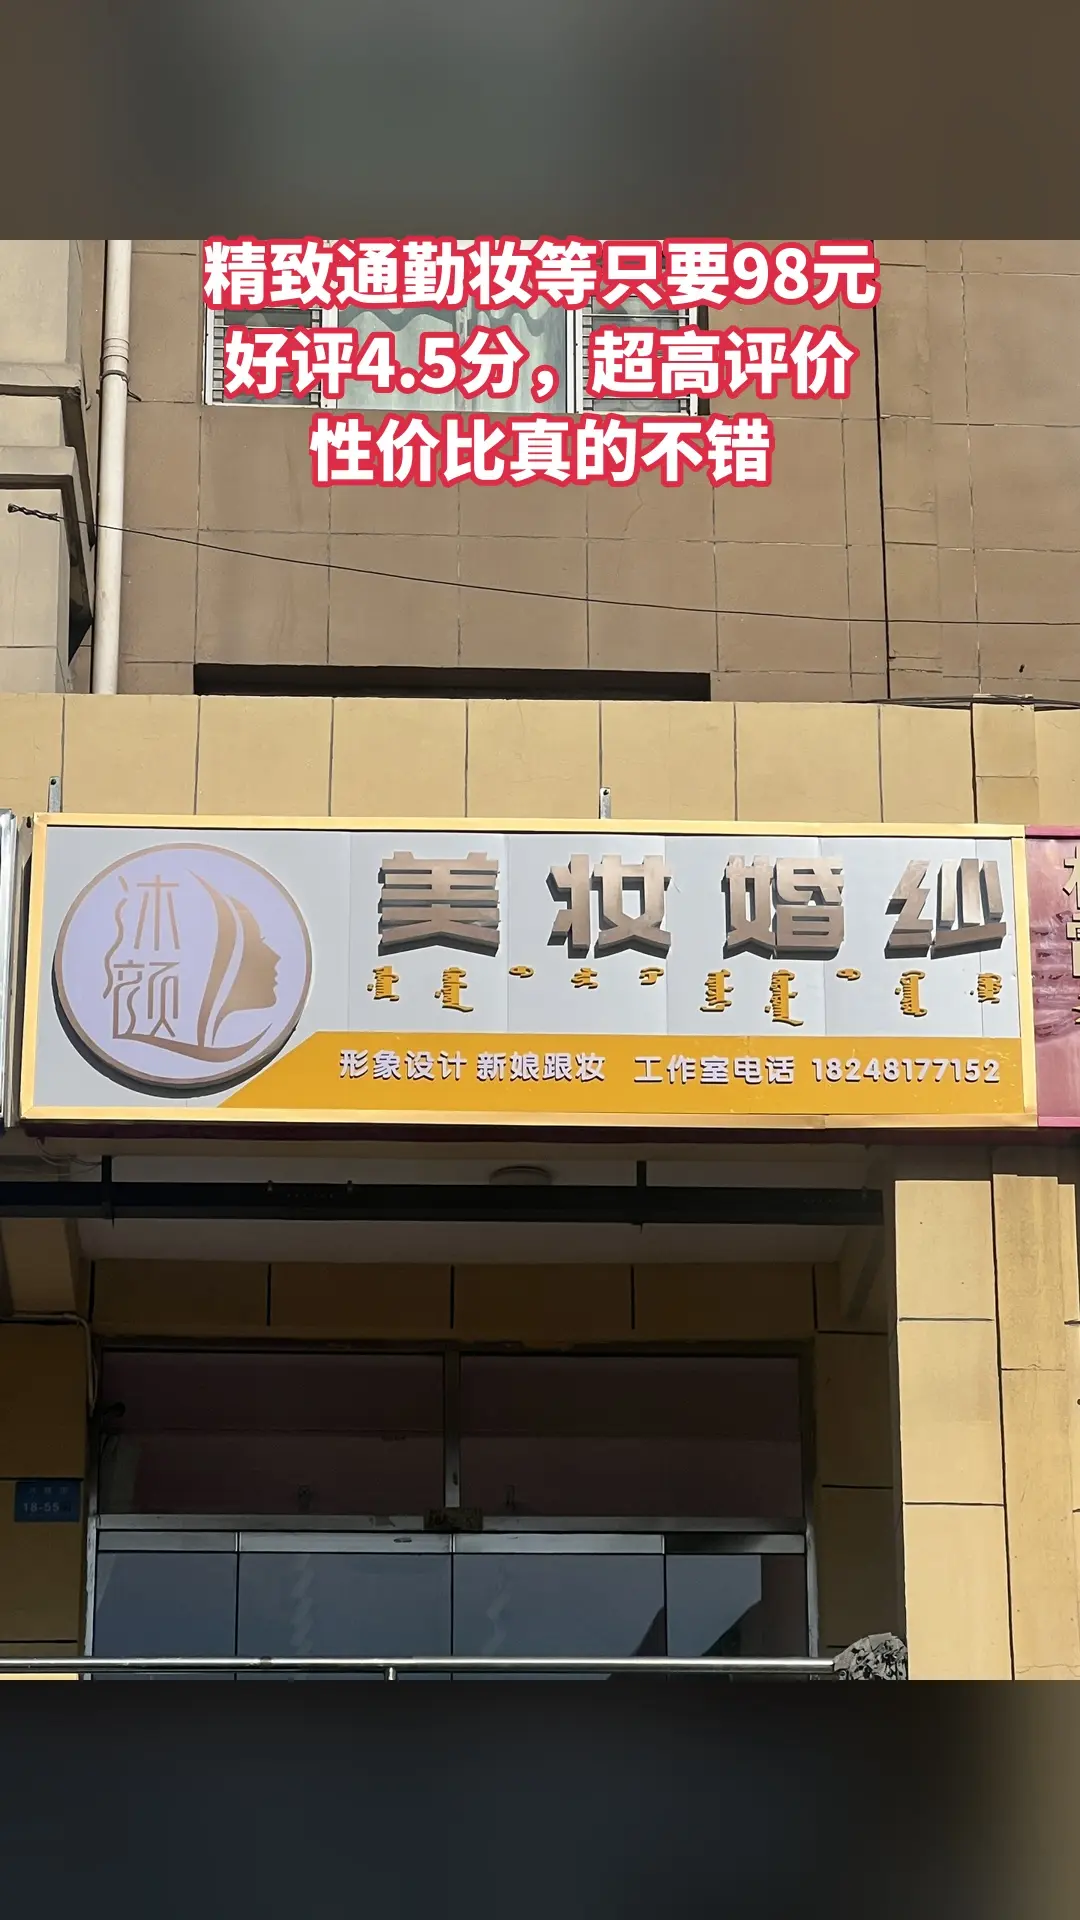 精致通勤妆等只要98元
好评4.5分，超高评价
性价比真的不错
沐颜
美妆婚纱
形象设计 新娘跟妆 工作室电话 18248177152
18-55